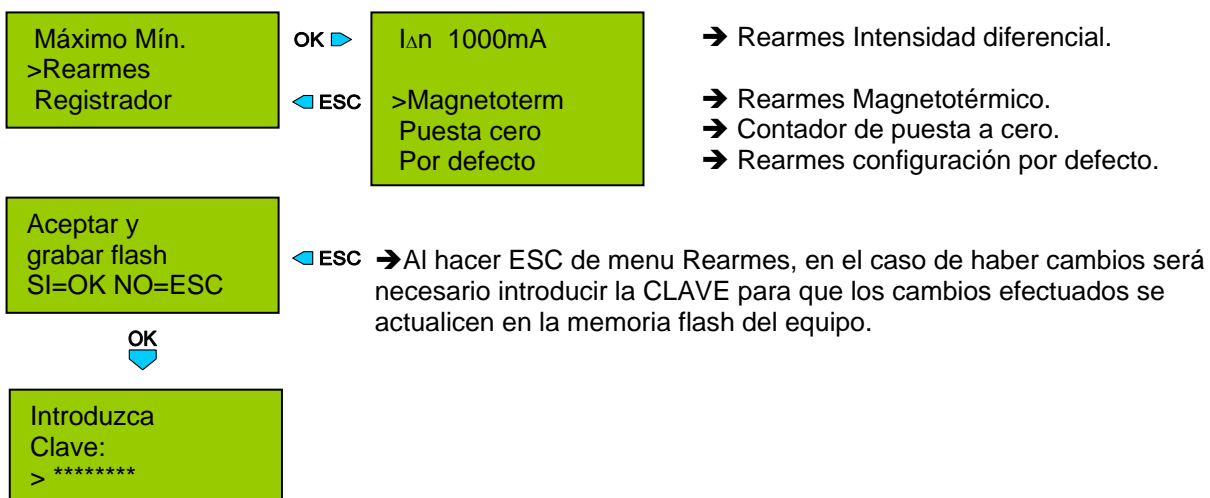 Máximo Mín.
>Rearmes
Registrador
OK
ESC
I∆n 1000mA
>Magnetoterm
Puesta cero
Por defecto
➔ Rearmes Intensidad diferencial.
➔ Rearmes Magnetotérmico.
➔ Contador de puesta a cero.
➔ Rearmes configuración por defecto.
Aceptar y
grabar flash
SI=OK NO=ESC
ESC ➔Al hacer ESC de menu Rearmes, en el caso de haber cambios será
necesario introducir la CLAVE para que los cambios efectuados se
actualicen en la memoria flash del equipo.
OK
Introduzca
Clave:
> ********